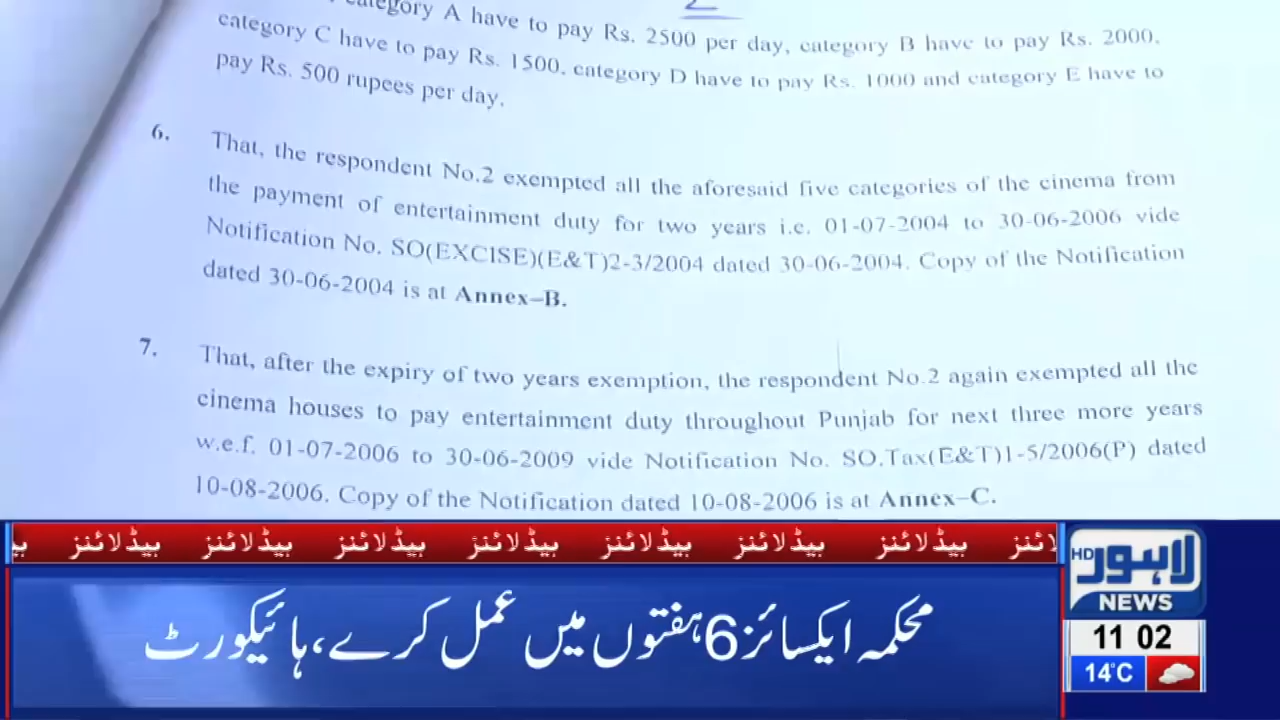 category A have to pay Rs. 2500 per day, category B have to pay Rs. 2000,
category C have to pay Rs. 1500, category D have to pay Rs. 1000 and category E have to
pay Rs. 500 rupees per day.
6. That, the respondent No.2 exempted all the aforesaid five categories of the cinema from
the payment of entertainment duty for two years i.e. 01-07-2004 to 30-06-2006 vide
Notification No. SO(EXCISE)(E&T)2-3/2004 dated 30-06-2004. Copy of the Notification
dated 30-06-2004 is at Annex–B.
7. That, after the expiry of two years exemption, the respondent No.2 again exempted all the
cinema houses to pay entertainment duty throughout Punjab for next three more years
w.e.f. 01-07-2006 to 30-06-2009 vide Notification No. SO.Tax(E&T)1-5/2006(P) dated
10-08-2006. Copy of the Notification dated 10-08-2006 is at Annex–C.
ہیڈلائنز ہیڈلائنز ہیڈلائنز ہیڈلائنز ہیڈلائنز ہیڈلائنز ہیڈلائنز
محکمہ ایکسائز 6 ہفتوں میں عمل کرے، ہائیکورٹ
لاہور HD
NEWS
11 02
14°C